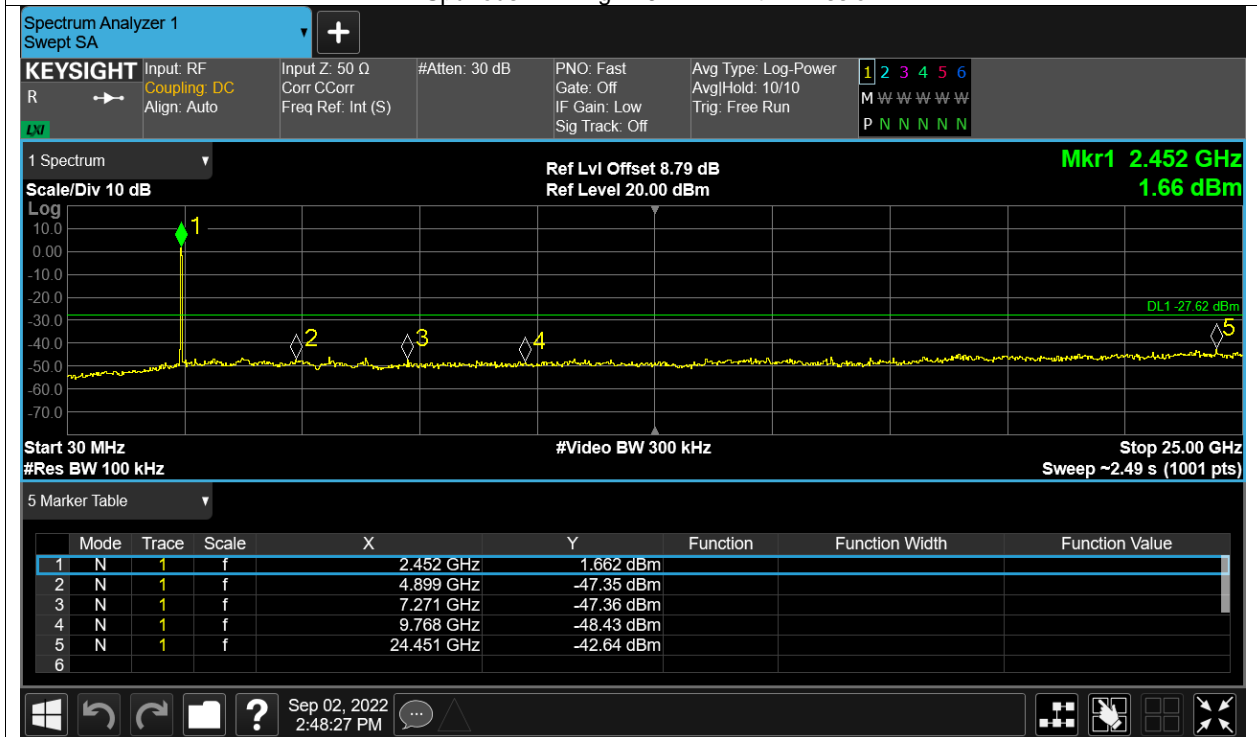 Spectrum Analyzer 1
Swept SA
+
KEYSIGHT
R
LXI
Input: RF
Coupling: DC
Align: Auto
Input Z: 50 Ω
Corr CCorr
Freq Ref: Int (S)
#Atten: 30 dB
PNO: Fast
Gate: Off
IF Gain: Low
Sig Track: Off
Avg Type: Log-Power
Avg|Hold: 10/10
Trig: Free Run
1 2 3 4 5 6
M W W W W W
P N N N N N
1 Spectrum
Scale/Div 10 dB
Ref Lvl Offset 8.79 dB
Ref Level 20.00 dBm
Mkr1 2.452 GHz
1.66 dBm
Log
10.0
0.00
-10.0
-20.0
-30.0
-40.0
-50.0
-60.0
-70.0
1
2
3
4
5
DL1 -27.62 dBm
Start 30 MHz
#Res BW 100 kHz
#Video BW 300 kHz
Stop 25.00 GHz
Sweep ~2.49 s (1001 pts)
5 Marker Table
Mode Trace Scale X Y Function Function Width Function Value
1 N 1 f 2.452 GHz 1.662 dBm
2 N 1 f 4.899 GHz -47.35 dBm
3 N 1 f 7.271 GHz -47.36 dBm
4 N 1 f 9.768 GHz -48.43 dBm
5 N 1 f 24.451 GHz -42.64 dBm
6
?
Sep 02, 2022
2:48:27 PM